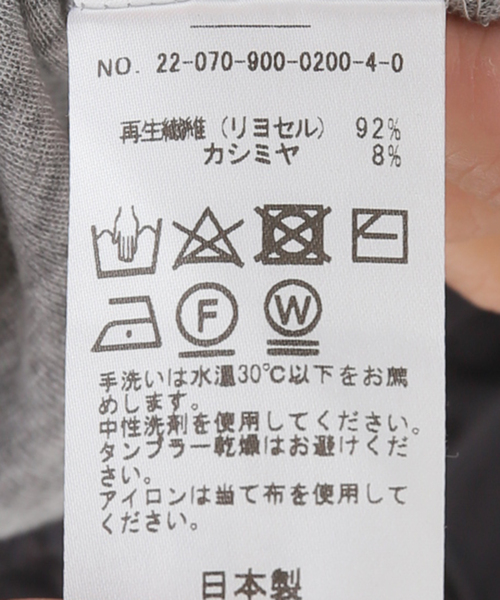 NO. 22-070-900-0200-4-0
再生繊維（リヨセル） 92%
カシミヤ 8%
F W
手洗いは水温30℃以下をお薦
めします。
中性洗剤を使用してください。
タンブラー乾燥はお避けくだ
さい。
アイロンは当て布を使用して
ください。
日本製